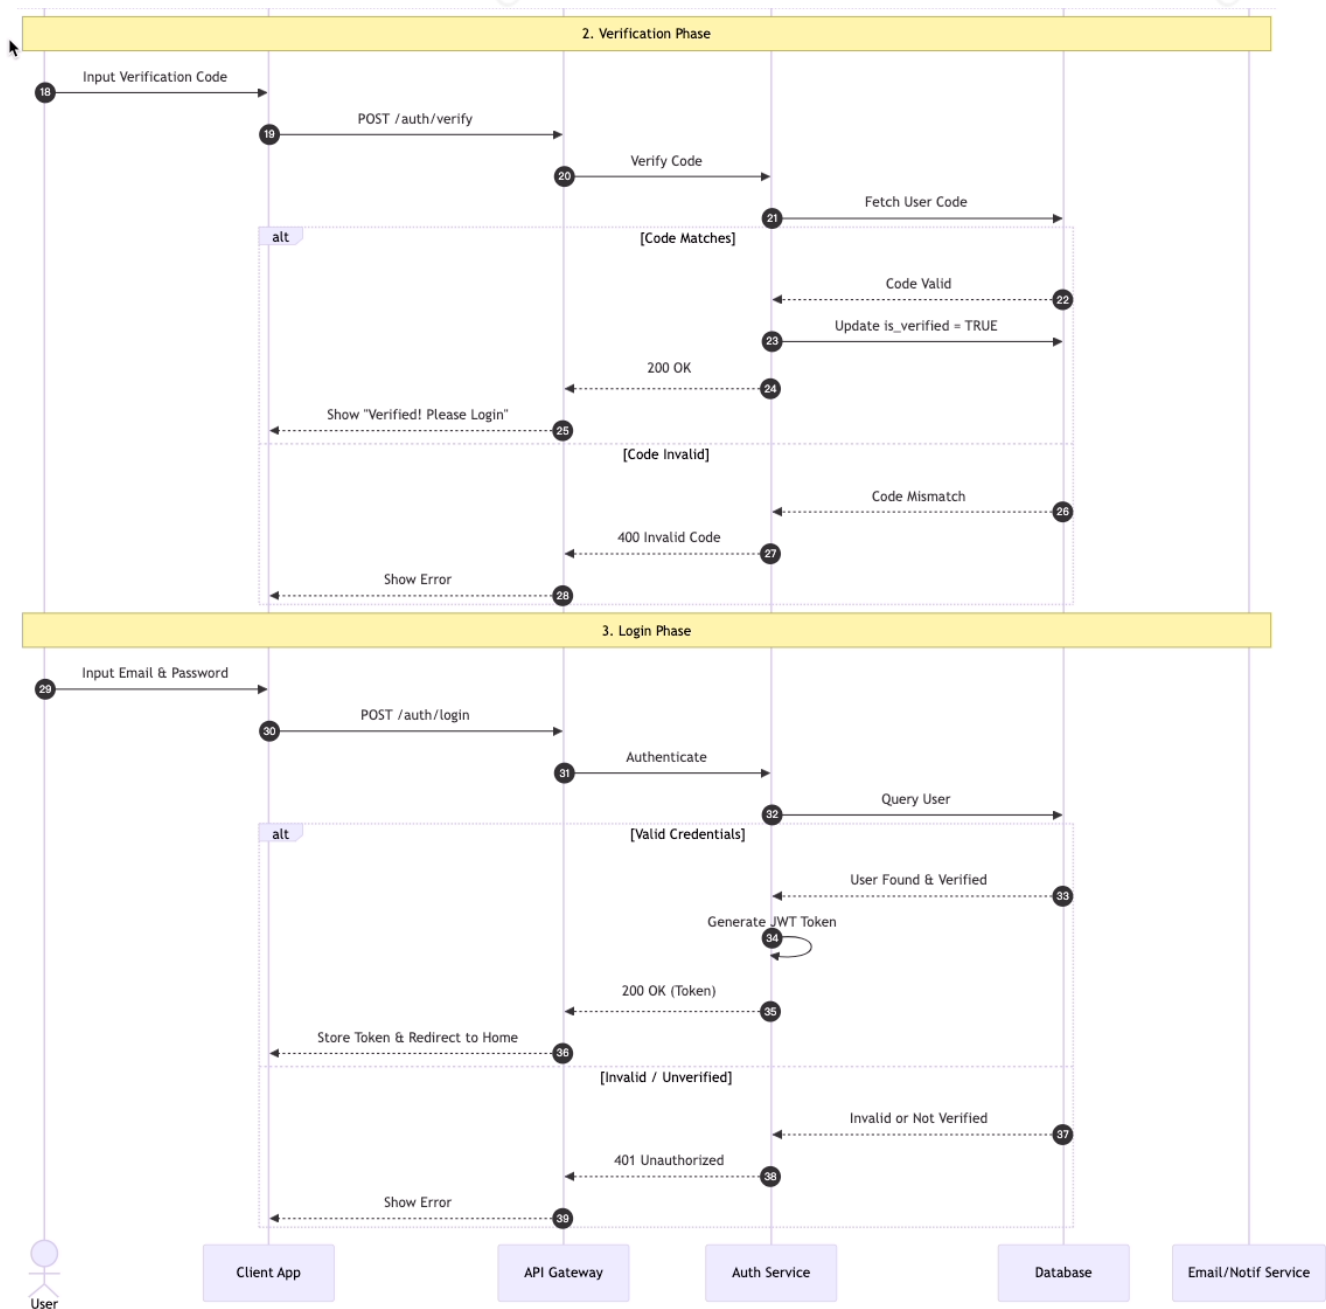 2. Verification Phase
Input Verification Code
18
POST /auth/verify
19
Verify Code
20
Fetch User Code
21
alt
[Code Matches]
Code Valid
22
Update is_verified = TRUE
23
200 OK
24
Show "Verified! Please Login"
25
[Code Invalid]
Code Mismatch
26
400 Invalid Code
27
Show Error
28
3. Login Phase
Input Email & Password
29
POST /auth/login
30
Authenticate
31
Query User
32
alt
[Valid Credentials]
User Found & Verified
33
Generate JWT Token
34
200 OK (Token)
35
Store Token & Redirect to Home
36
[Invalid / Unverified]
Invalid or Not Verified
37
401 Unauthorized
38
Show Error
39
User
Client App
API Gateway
Auth Service
Database
Email/Notif Service